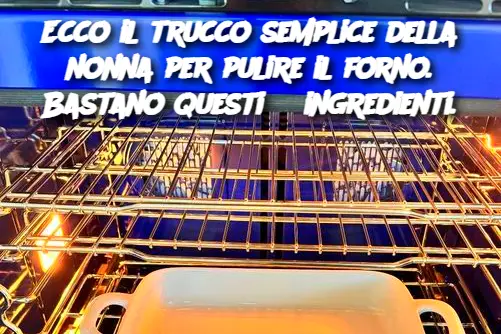 ECCO IL TRUCCO SEMPLICE DELLA
NONNA PER PULIRE IL FORNO.
BASTANO QUESTI INGREDIENTI.